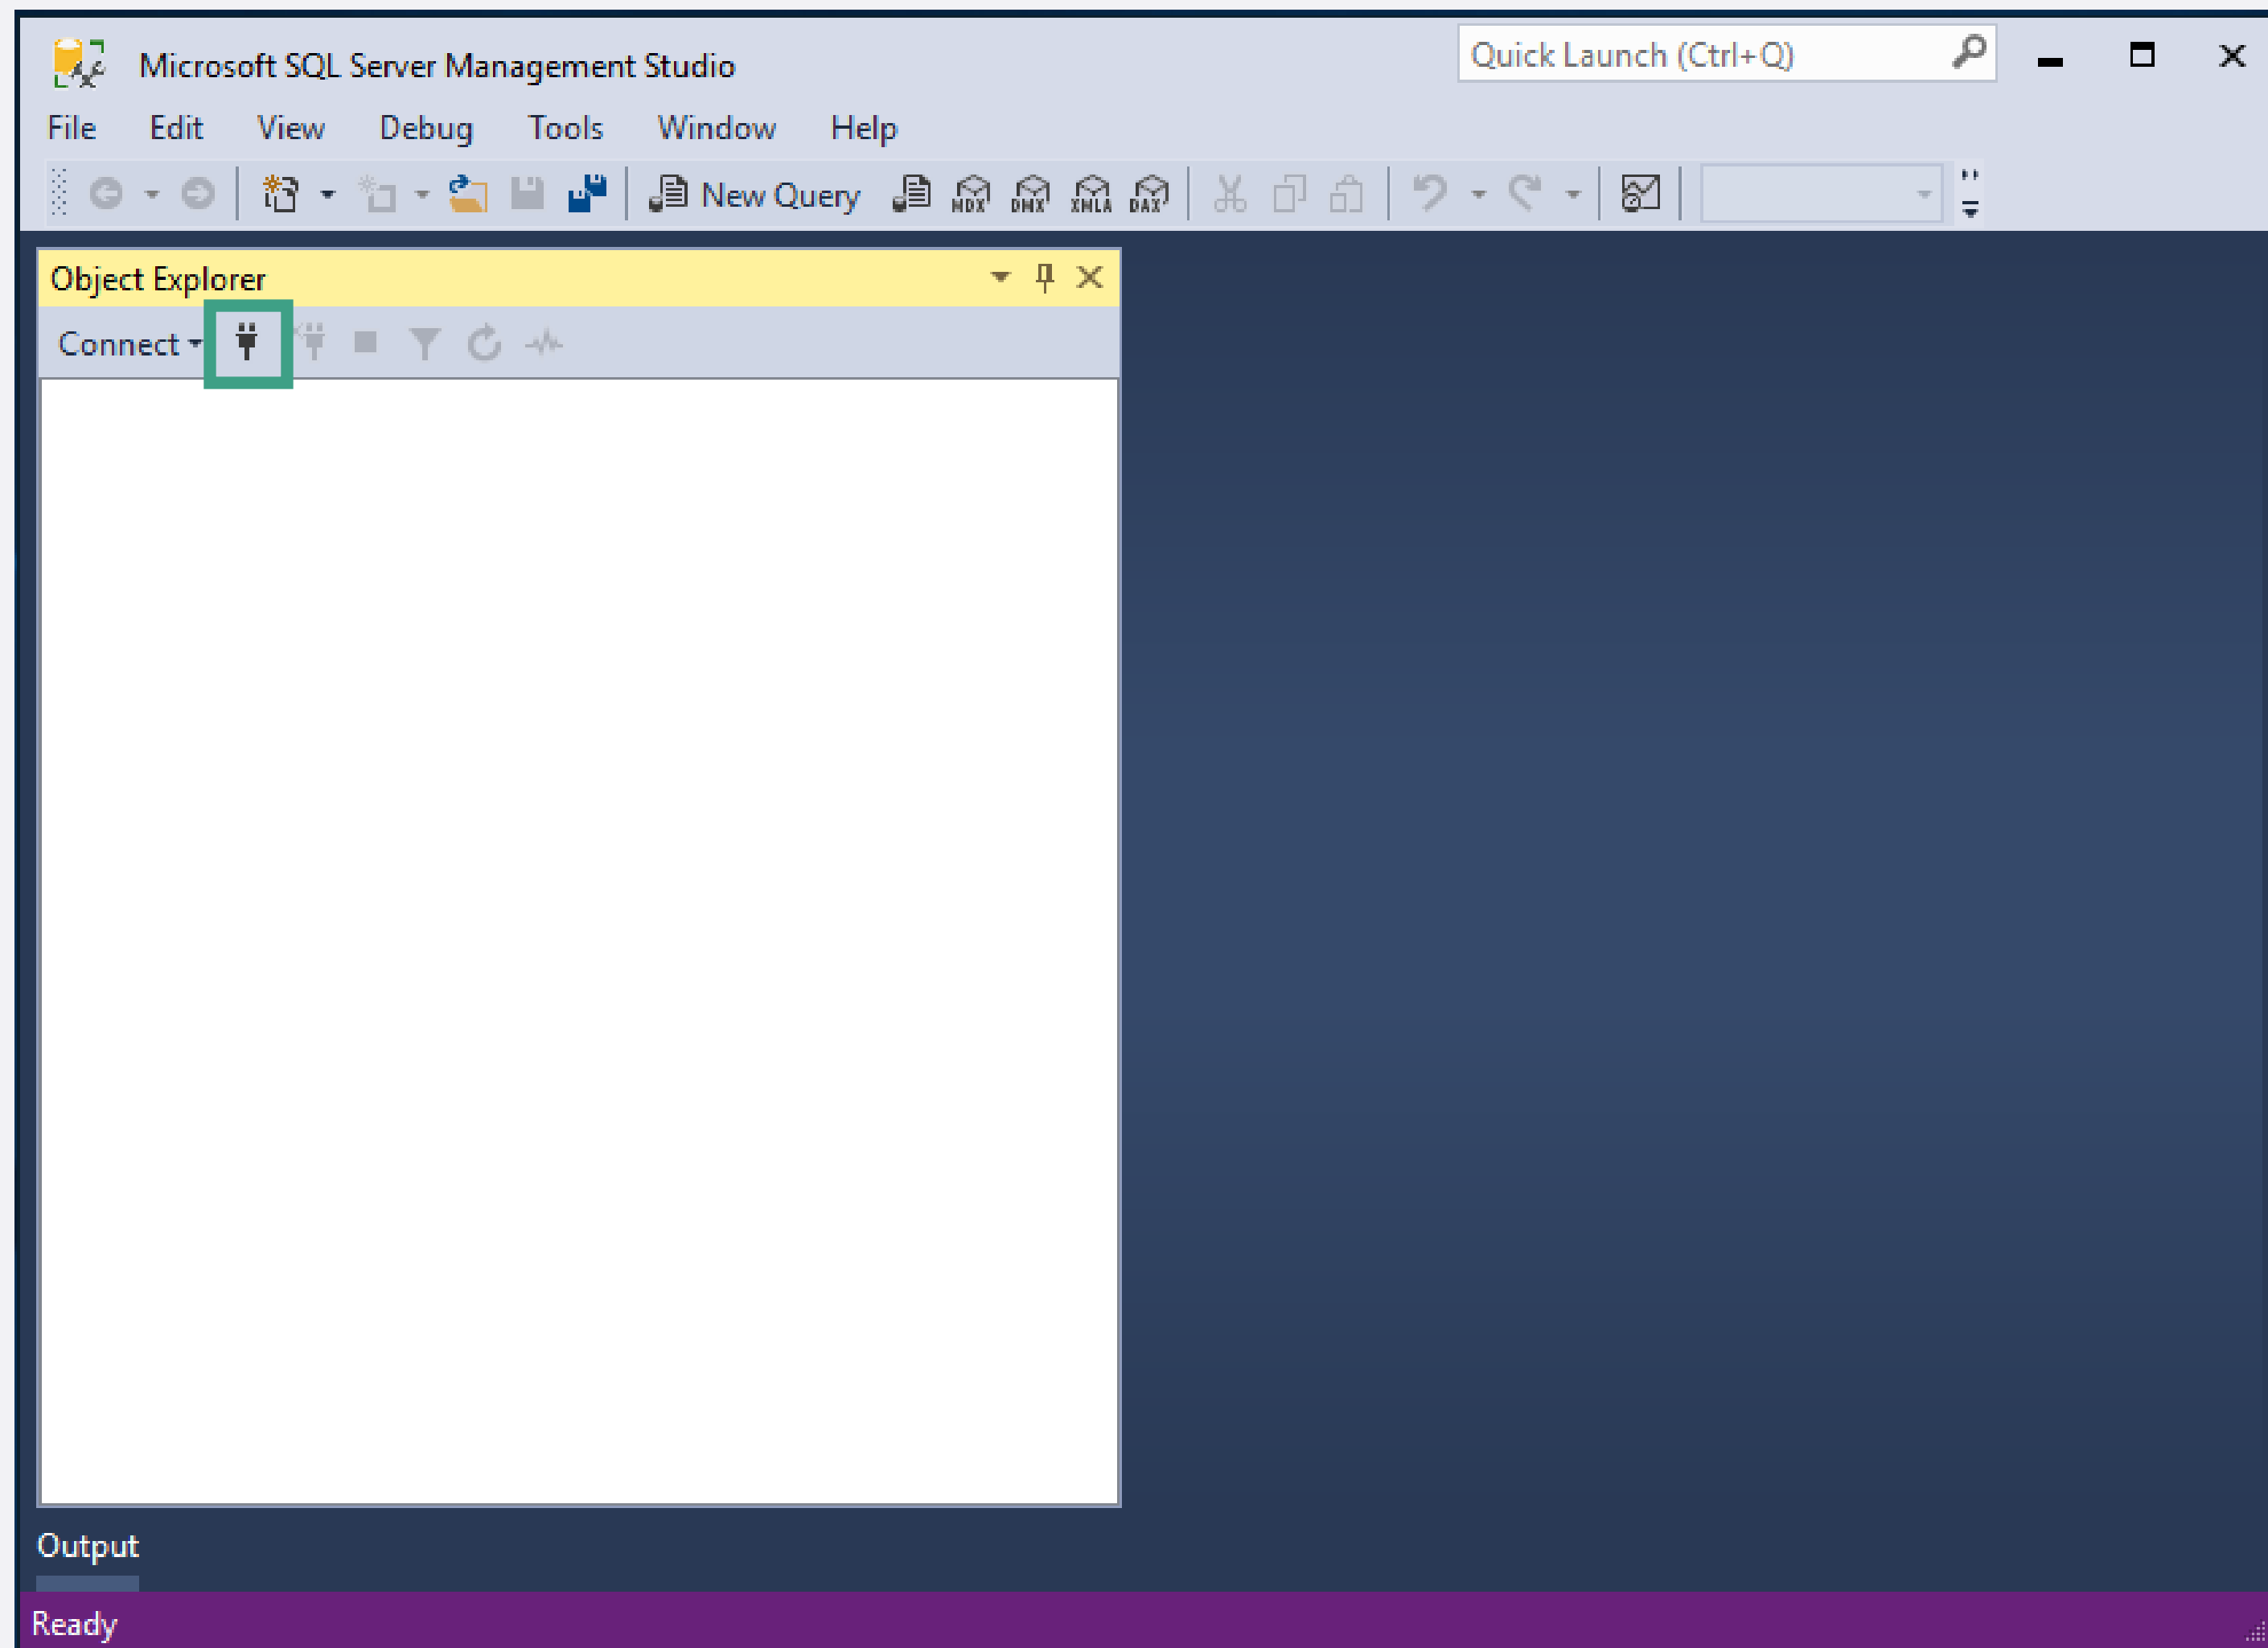 Microsoft SQL Server Management Studio
Quick Launch (Ctrl+Q)
File Edit View Debug Tools Window Help
New Query MDX DMX XMLA DAX
Object Explorer
Connect
Output
Ready